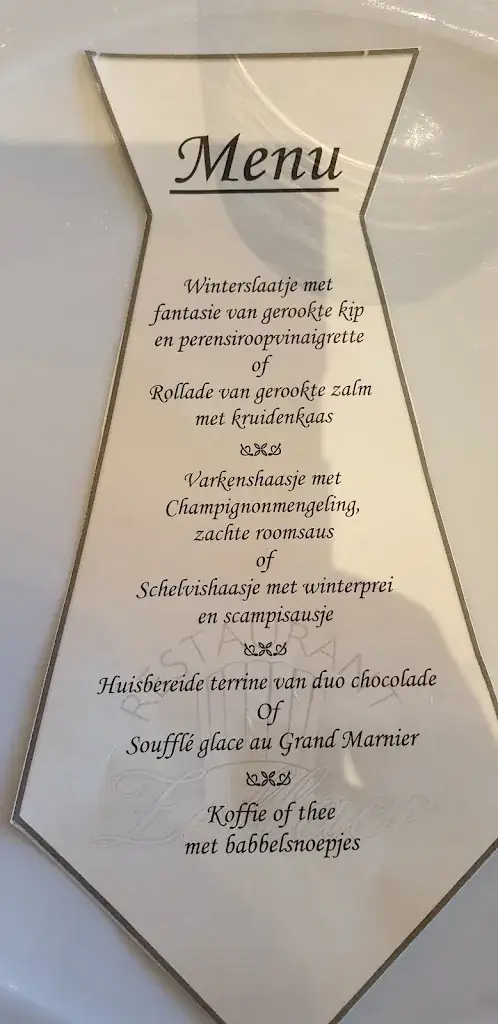 Menu
Winterslaatje met
fantasie van gerookte kip
en perensiroopvinaigrette
of
Rollade van gerookte zalm
met kruidenkaas
Varkenshaasje met
Champignonmengeling,
zachte roomsaus
of
Schelvishaasje met winterprei
en scampisausje
RESTAURANT
Huisbereide terrine van duo chocolade
Of
Soufflé glace au Grand Marnier
Koffie of thee
met babbelsnoepjes